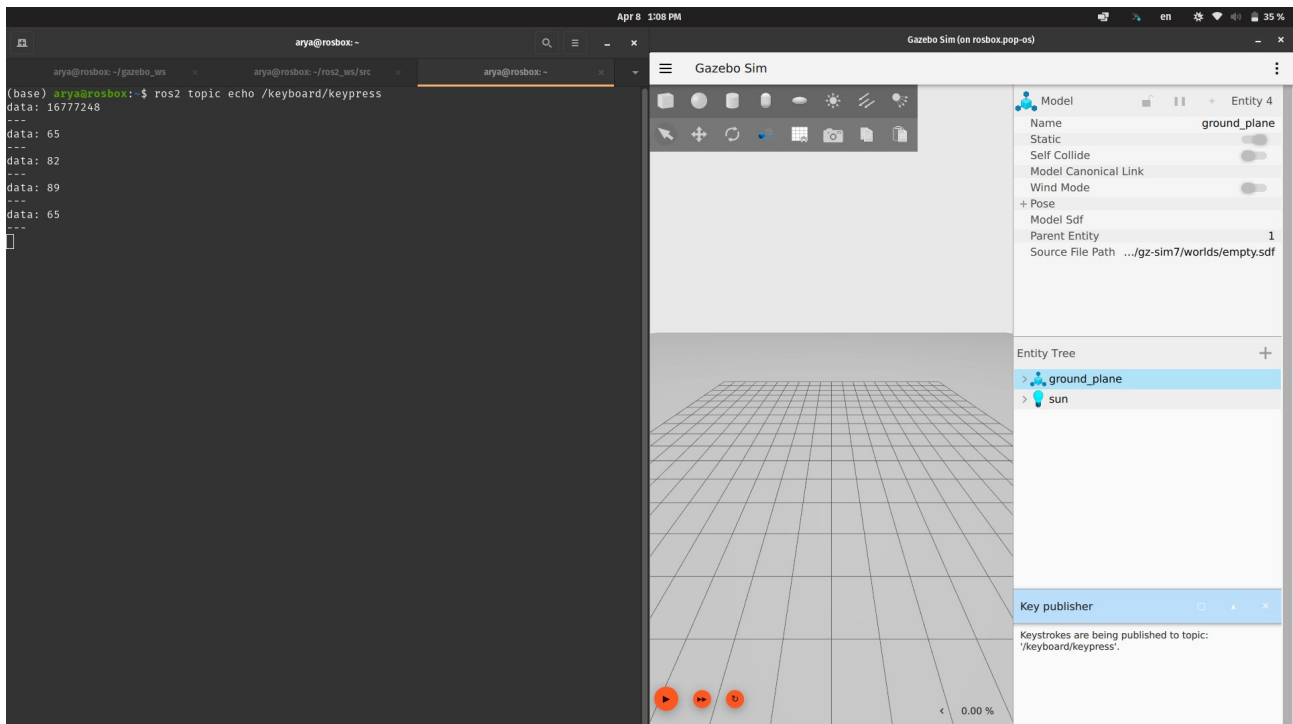 Apr 8 1:08 PM
en
35 %
arya@rosbox: ~
arya@rosbox: ~/gazebo_ws
arya@rosbox: ~/ros2_ws/src
arya@rosbox: ~
(base) arya@rosbox:~$ ros2 topic echo /keyboard/keypress
data: 16777248
---
data: 65
---
data: 82
---
data: 89
---
data: 65
---
Gazebo Sim (on rosbox.pop-os)
Gazebo Sim
Model
Entity 4
Name ground_plane
Static
Self Collide
Model Canonical Link
Wind Mode
+ Pose
Model Sdf
Parent Entity 1
Source File Path .../gz-sim7/worlds/empty.sdf
Entity Tree
ground_plane
sun
Key publisher
Keystrokes are being published to topic:
'/keyboard/keypress'.
0.00 %